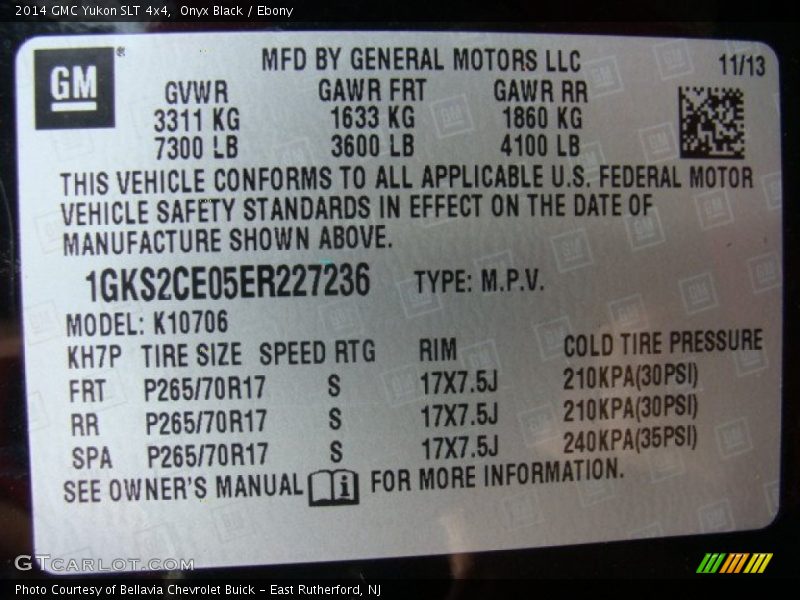 2014 GMC Yukon SLT 4x4,  Onyx Black / Ebony
GM ® MFD BY GENERAL MOTORS LLC 11/13
GVWR GAWR FRT GAWR RR
3311 KG 1633 KG 1860 KG
7300 LB 3600 LB 4100 LB
THIS VEHICLE CONFORMS TO ALL APPLICABLE U.S. FEDERAL MOTOR
VEHICLE SAFETY STANDARDS IN EFFECT ON THE DATE OF
MANUFACTURE SHOWN ABOVE.
1GKS2CE05ER227236 TYPE: M.P.V.
MODEL: K10706
KH7P TIRE SIZE SPEED RTG RIM COLD TIRE PRESSURE
FRT P265/70R17 S 17X7.5J 210KPA(30PSI)
RR P265/70R17 S 17X7.5J 210KPA(30PSI)
SPA P265/70R17 S 17X7.5J 240KPA(35PSI)
SEE OWNER'S MANUAL i FOR MORE INFORMATION.
GTCARLOT.COM
Photo Courtesy of Bellavia Chevrolet Buick - East Rutherford, NJ